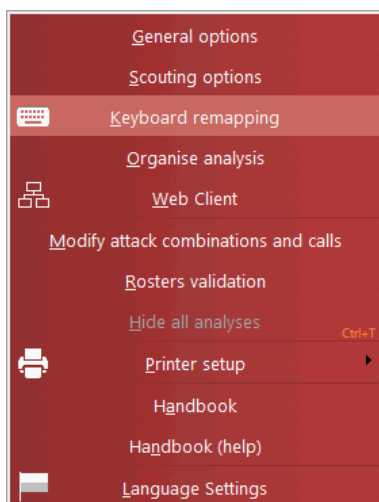 General options
Scouting options
Keyboard remapping
Organise analysis
Web Client
Modify attack combinations and calls
Rosters validation
Hide all analyses Ctrl+T
Printer setup
Handbook
Handbook (help)
Language Settings